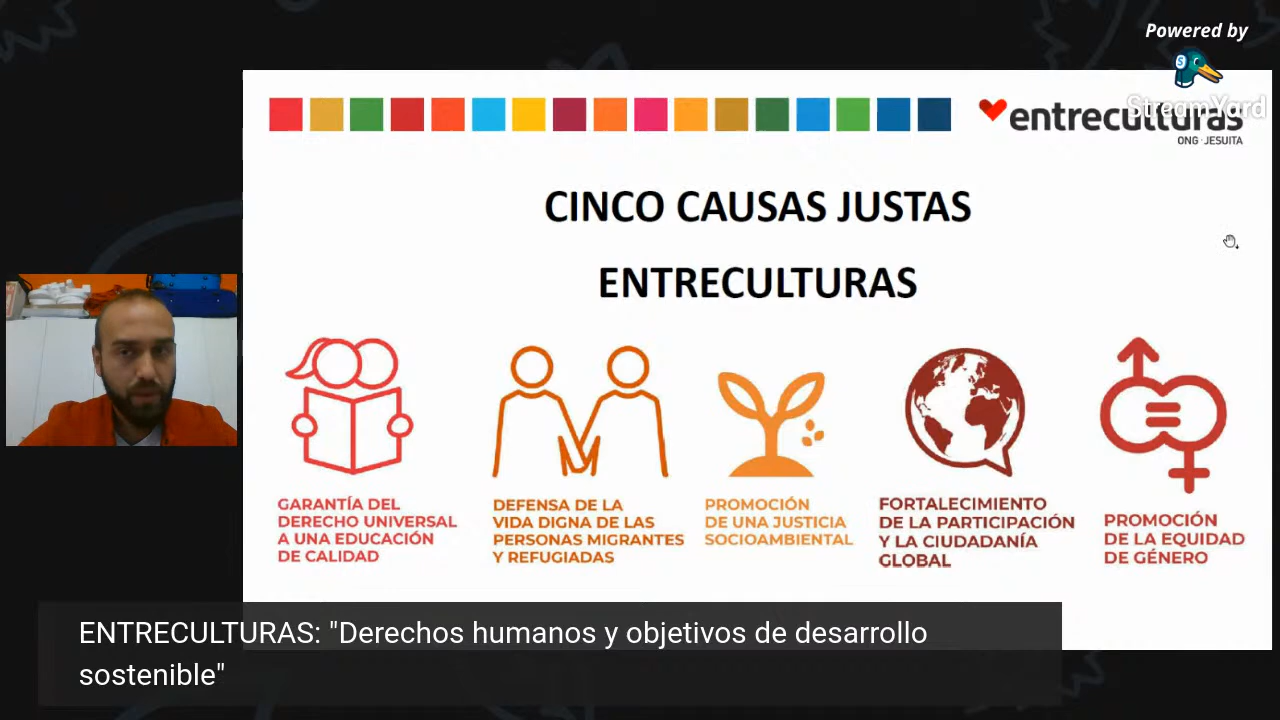 Powered by
StreamYard
entreculturas
ONG · JESUITA
CINCO CAUSAS JUSTAS
ENTRECULTURAS
GARANTÍA DEL
DERECHO UNIVERSAL
A UNA EDUCACIÓN
DE CALIDAD
DEFENSA DE LA
VIDA DIGNA DE LAS
PERSONAS MIGRANTES
Y REFUGIADAS
PROMOCIÓN
DE UNA JUSTICIA
SOCIOAMBIENTAL
FORTALECIMIENTO
DE LA PARTICIPACIÓN
Y LA CIUDADANÍA
GLOBAL
PROMOCIÓN
DE LA EQUIDAD
DE GÉNERO
ENTRECULTURAS: "Derechos humanos y objetivos de desarrollo
sostenible"